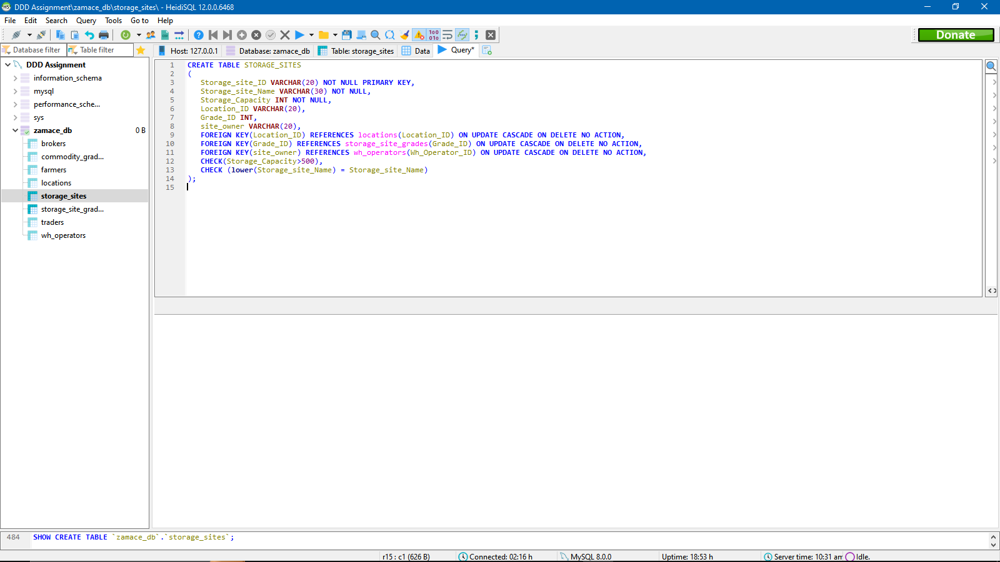 DDD Assignment\zamace_db\storage_sites\ - HeidiSQL 12.0.0.6468
File Edit Search Query Tools Go to Help
Donate
Database filter Table filter Host: 127.0.0.1 Database: zamace_db Table: storage_sites Data Query*
DDD Assignment
information_schema
mysql
performance_sche...
sys
zamace_db 0 B
brokers
commodity_grad...
farmers
locations
storage_sites
storage_site_grad...
traders
wh_operators
1 CREATE TABLE STORAGE_SITES
2 (
3 Storage_site_ID VARCHAR(20) NOT NULL PRIMARY KEY,
4 Storage_site_Name VARCHAR(30) NOT NULL,
5 Storage_Capacity INT NOT NULL,
6 Location_ID VARCHAR(20),
7 Grade_ID INT,
8 site_owner VARCHAR(20),
9 FOREIGN KEY(Location_ID) REFERENCES locations(Location_ID) ON UPDATE CASCADE ON DELETE NO ACTION,
10 FOREIGN KEY(Grade_ID) REFERENCES storage_site_grades(Grade_ID) ON UPDATE CASCADE ON DELETE NO ACTION,
11 FOREIGN KEY(site_owner) REFERENCES wh_operators(Wh_Operator_ID) ON UPDATE CASCADE ON DELETE NO ACTION,
12 CHECK(Storage_Capacity>500),
13 CHECK (lower(Storage_site_Name) = Storage_site_Name)
14 );
15
484 SHOW CREATE TABLE `zamace_db`.`storage_sites`;
r15 : c1 (626 B) Connected: 02:16 h MySQL 8.0.0 Uptime: 18:53 h Server time: 10:31 am Idle.